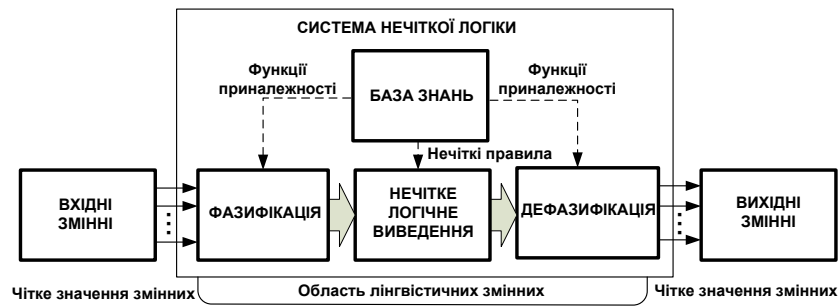 СИСТЕМА НЕЧІТКОЇ ЛОГІКИ
Функції
приналежності
БАЗА ЗНАНЬ
Функції
приналежності
Нечіткі правила
ВХІДНІ
ЗМІННІ
ФАЗИФІКАЦІЯ
НЕЧІТКЕ
ЛОГІЧНЕ
ВИВЕДЕННЯ
ДЕФАЗИФІКАЦІЯ
ВИХІДНІ
ЗМІННІ
Чітке значення змінних
Область лінгвістичних змінних
Чітке значення змінних